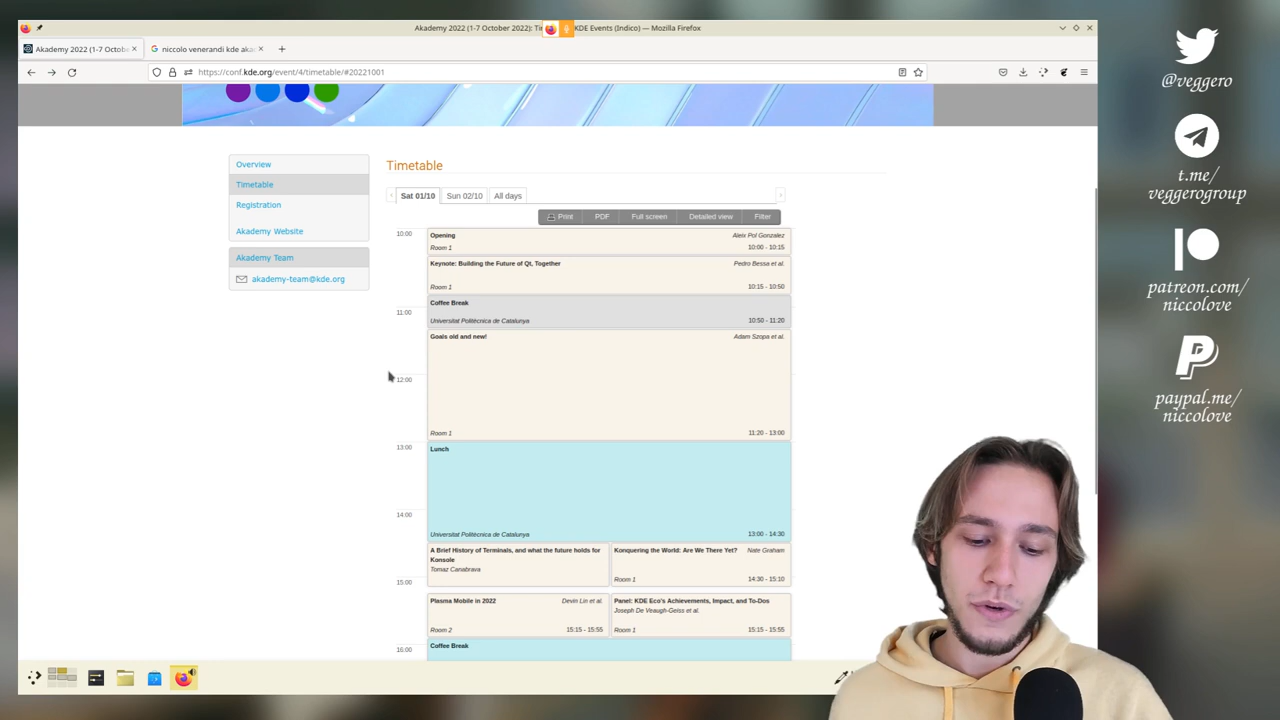 Akademy 2022 (1-7 October 2022): Ti KDE Events (Indico) — Mozilla Firefox
Akademy 2022 (1-7 Octob
niccolo venerandi kde aka
https://conf.kde.org/event/4/timetable/#20221001
Overview
Timetable
Registration
Akademy Website
Akademy Team
akademy-team@kde.org
Timetable
Sat 01/10
Sun 02/10
All days
Print
PDF
Full screen
Detailed view
Filter
10:00
Opening
Aleix Pol Gonzalez
Room 1
10:00 - 10:15
Keynote: Building the Future of Qt, Together
Pedro Bessa et al.
Room 1
10:15 - 10:50
Coffee Break
11:00
Universitat Politècnica de Catalunya
10:50 - 11:20
Goals old and new!
Adam Szopa et al.
12:00
Room 1
11:20 - 13:00
13:00
Lunch
14:00
Universitat Politècnica de Catalunya
13:00 - 14:30
A Brief History of Terminals, and what the future holds for
Konsole
Tomaz Canabrava
Konquering the World: Are We There Yet?
Nate Graham
Room 1
14:30 - 15:10
15:00
Plasma Mobile in 2022
Devin Lin et al.
Room 2
15:15 - 15:55
Panel: KDE Eco's Achievements, Impact, and To-Dos
Joseph De Veaugh-Geiss et al.
Room 1
15:15 - 15:55
16:00
Coffee Break
@veggero
t.me/
veggerogroup
patreon.com/
niccolove
paypal.me/
niccolove